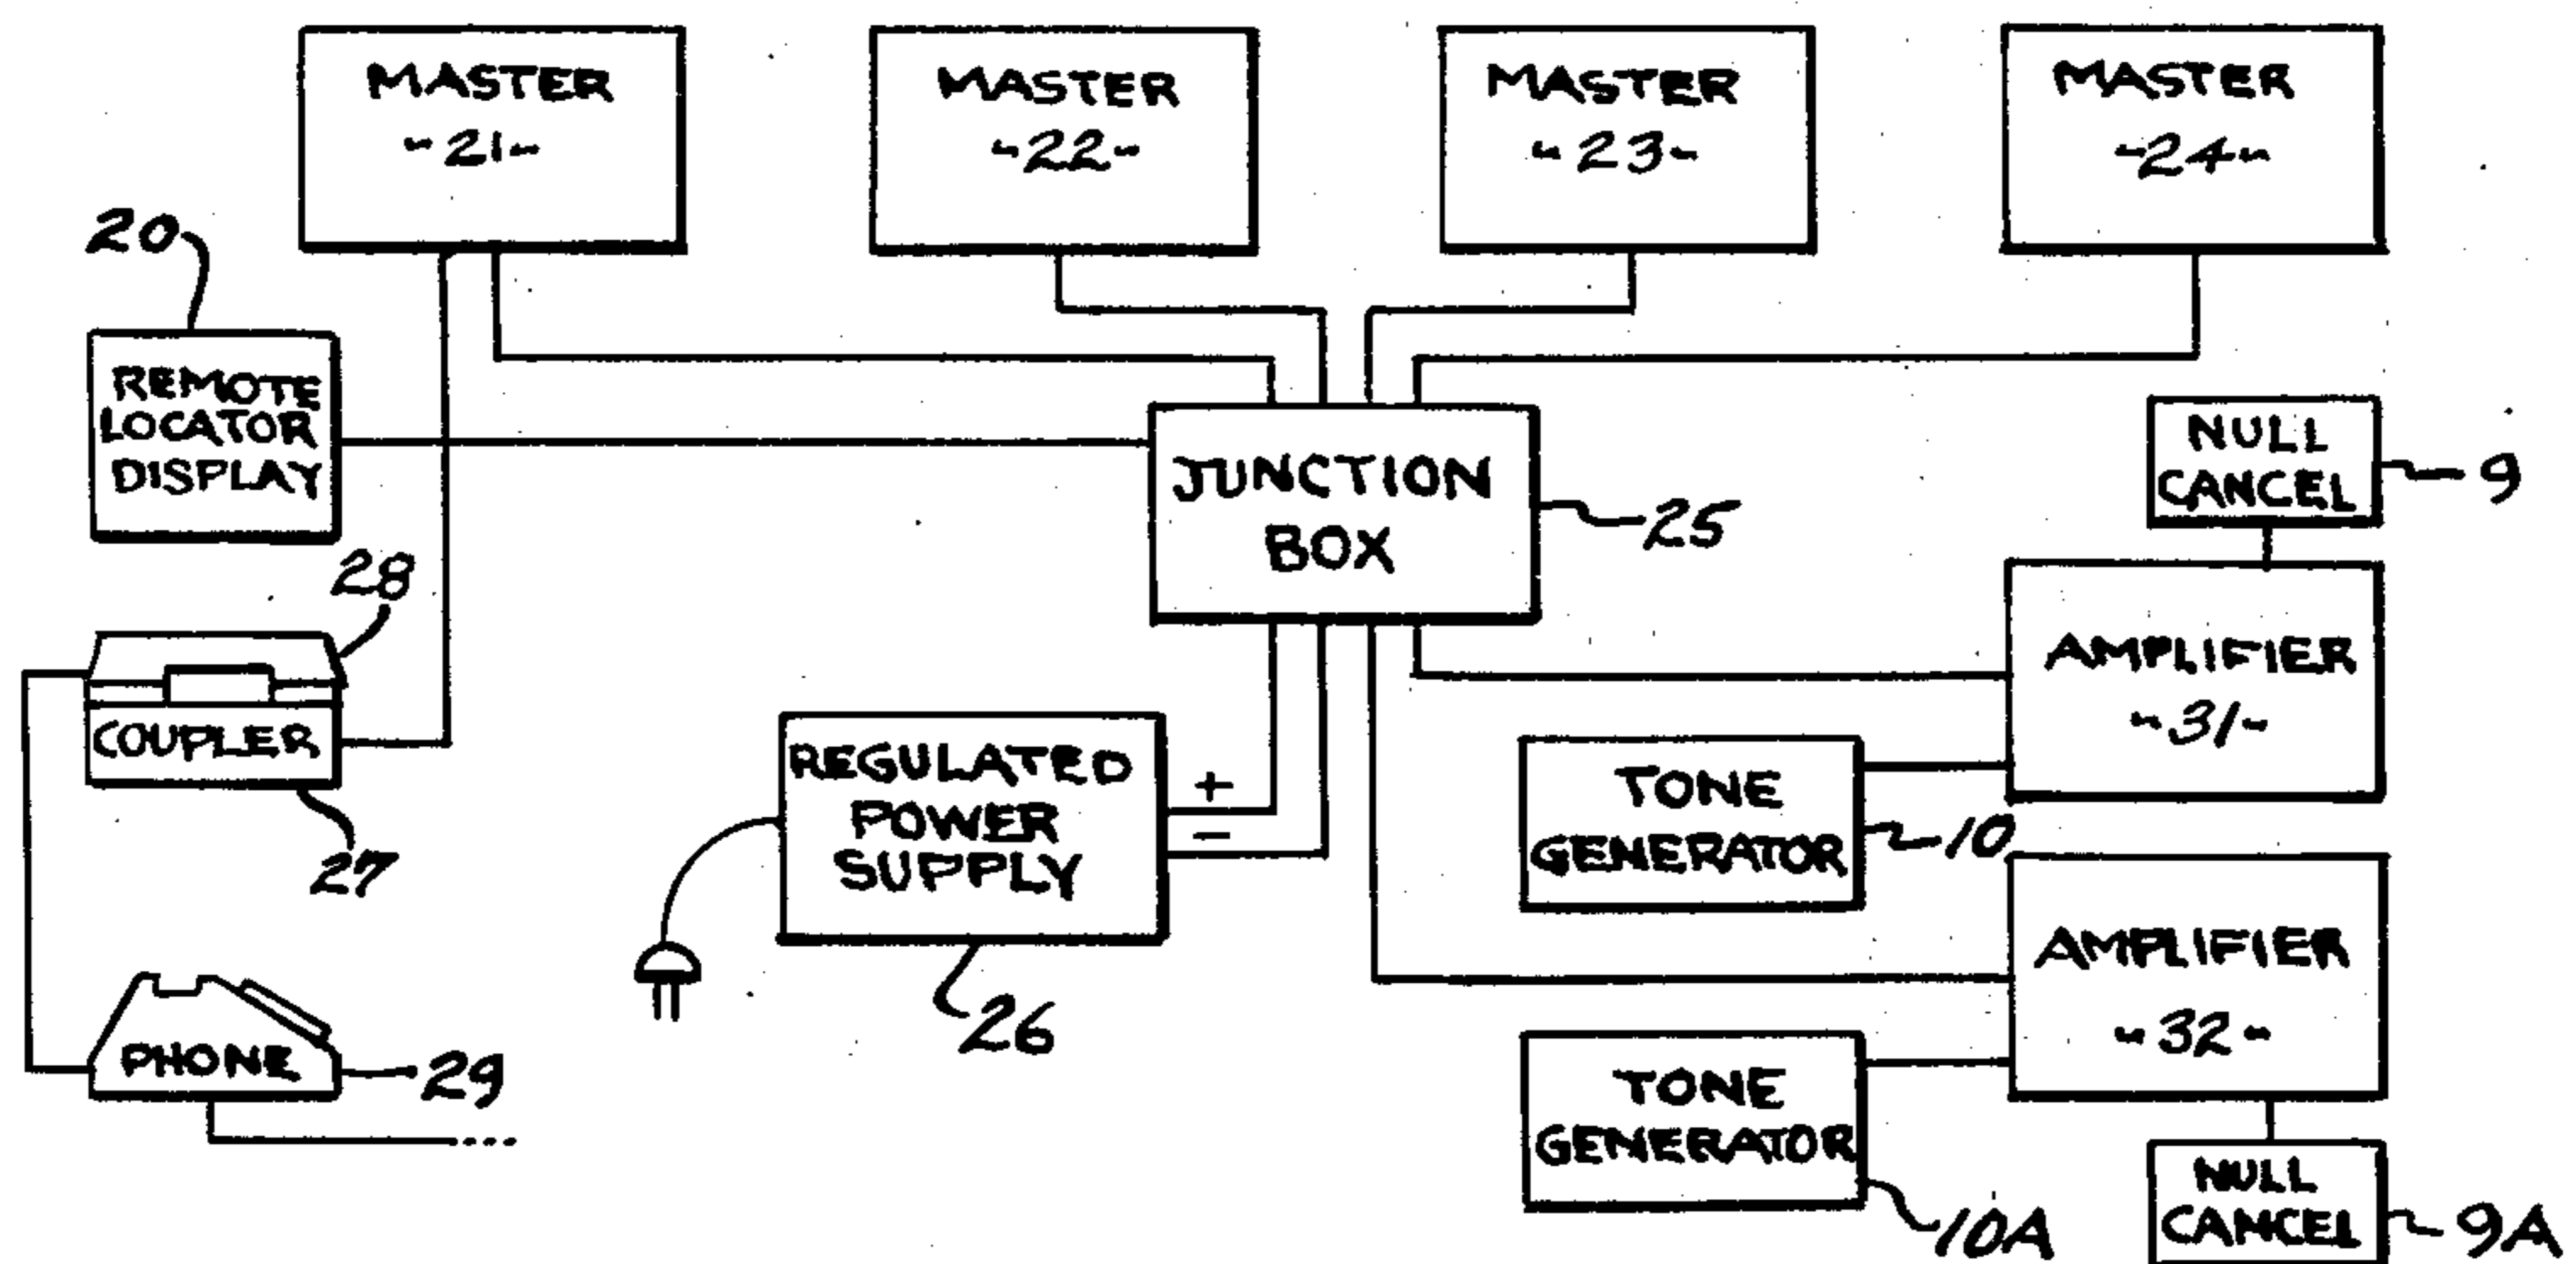 MASTER
-21-
MASTER
-22-
MASTER
-23-
MASTER
-24-
20
REMOTE
LOCATOR
DISPLAY
JUNCTION
BOX
25
NULL
CANCEL
9
28
COUPLER
27
REGULATED
POWER
SUPPLY
+
-
26
AMPLIFIER
-31-
TONE
GENERATOR
10
AMPLIFIER
-32-
PHONE
29
TONE
GENERATOR
10A
NULL
CANCEL
9A